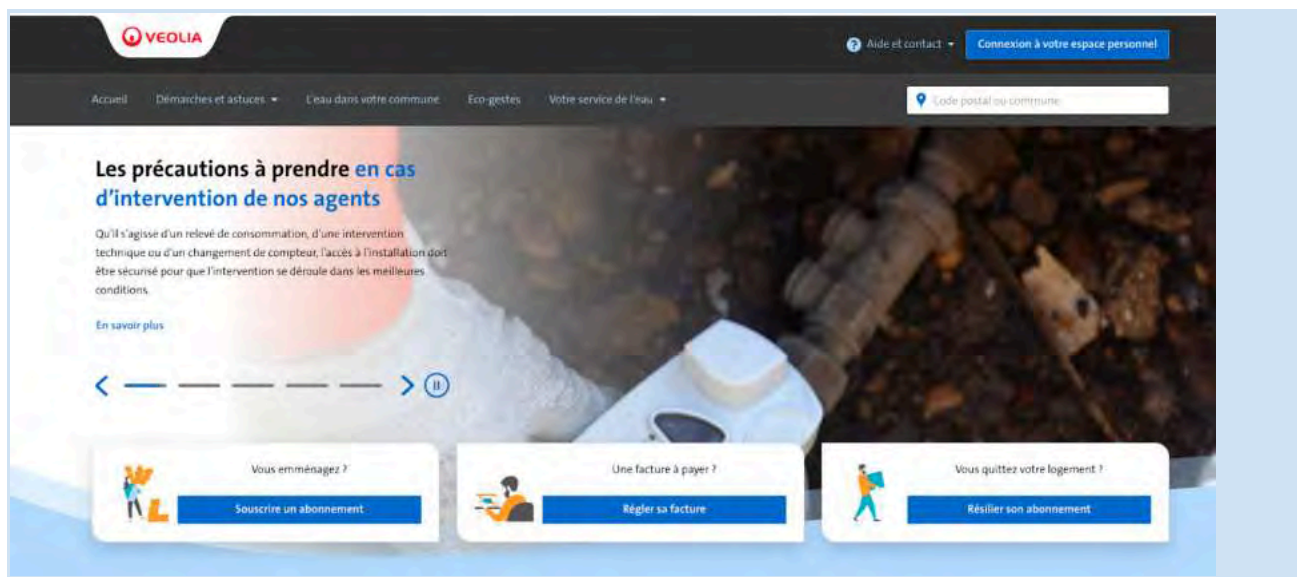 VEOLIA
Aide et contact
Connexion à votre espace personnel
Accueil Démarches et astuces L'eau dans votre commune Eco-gestes Votre service de l'eau
Code postal ou commune
Les précautions à prendre en cas
d'intervention de nos agents
Qu'il s'agisse d'un relevé de consommation, d'une intervention
technique ou d'un changement de compteur, l'accès à l'installation doit
être sécurisé pour que l'intervention se déroule dans les meilleures
conditions.
En savoir plus
Vous emménagez ?
Souscrire un abonnement
Une facture à payer ?
Régler sa facture
Vous quittez votre logement ?
Résilier son abonnement